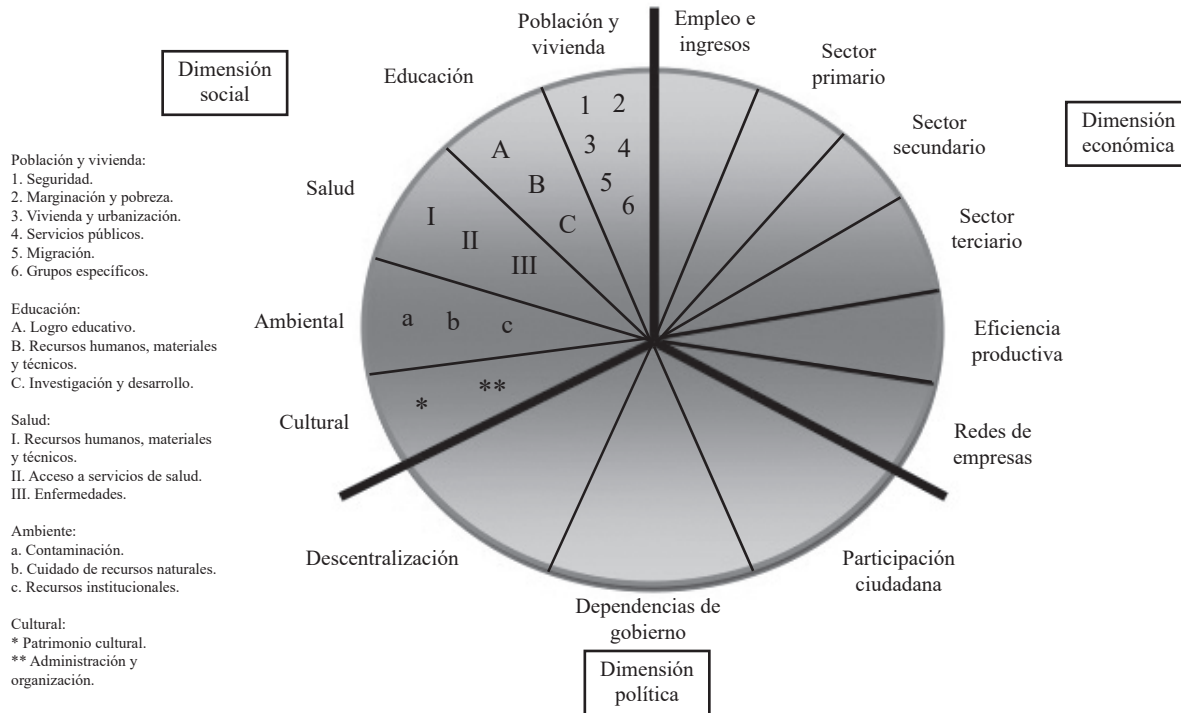 Dimensión
social
Población y
vivienda
Empleo e
ingresos
Educación
Sector
primario
Dimensión
económica
Sector
secundario
Salud
Sector
terciario
Ambiental
Eficiencia
productiva
Cultural
Redes de
empresas
Descentralización
Participación
ciudadana
Dependencias de
gobierno
Dimensión
política
1 2
3 4
5
6
A
B
C
I
II
III
a b c
* **
Población y vivienda:
1. Seguridad.
2. Marginación y pobreza.
3. Vivienda y urbanización.
4. Servicios públicos.
5. Migración.
6. Grupos específicos.
Educación:
A. Logro educativo.
B. Recursos humanos, materiales
y técnicos.
C. Investigación y desarrollo.
Salud:
I. Recursos humanos, materiales
y técnicos.
II. Acceso a servicios de salud.
III. Enfermedades.
Ambiente:
a. Contaminación.
b. Cuidado de recursos naturales.
c. Recursos institucionales.
Cultural:
* Patrimonio cultural.
** Administración y
organización.